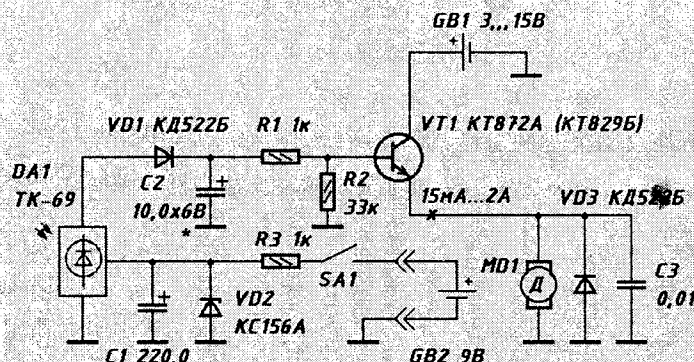 GB1 3...15В
VD1 КД522Б
R1 1к
VT1 КТ872А (КТ829Б)
DA1
ТК-69
C2
10,0х6В
*
R2
33к
15мА...2А
×
VD3 КД522Б
R3 1к
SA1
MD1
Д
C3
0,01
VD2
КС156А
C1 220,0
GB2 9В